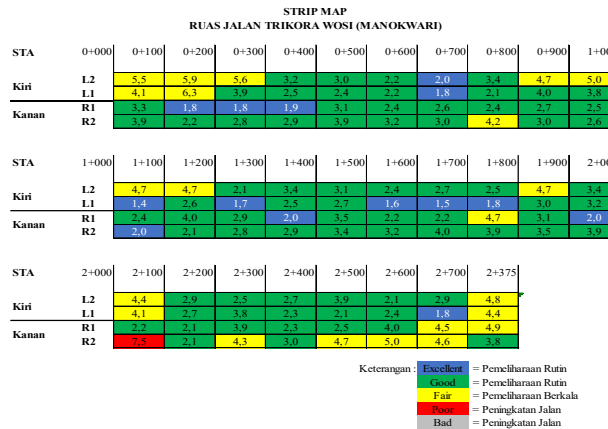 STRIP MAP
RUAS JALAN TRIKORA WOSI (MANOKWARI)
STA 0+000 0+100 0+200 0+300 0+400 0+500 0+600 0+700 0+800 0+900 1+00
Kiri L2 5,5 5,9 5,6 3,2 3,0 2,2 2,0 3,4 4,7 5,0
L1 4,1 6,3 3,9 2,5 2,4 2,2 1,8 2,1 4,0 3,8
Kanan R1 3,3 1,8 1,8 1,9 3,1 2,4 2,6 2,4 2,7 2,5
R2 3,9 2,2 2,8 2,9 3,9 3,2 3,0 4,2 3,0 2,6
STA 1+000 1+100 1+200 1+300 1+400 1+500 1+600 1+700 1+800 1+900 2+00
Kiri L2 4,7 4,7 2,1 3,4 3,1 2,4 2,7 2,5 4,7 3,4
L1 1,4 2,6 1,7 2,5 2,7 1,6 1,5 1,8 3,0 3,2
Kanan R1 2,4 4,0 2,9 2,0 3,5 2,2 2,2 4,7 3,1 2,0
R2 2,0 2,1 2,8 2,9 3,4 3,2 4,0 3,9 3,5 3,9
STA 2+000 2+100 2+200 2+300 2+400 2+500 2+600 2+700 2+375
Kiri L2 4,4 2,9 2,5 2,7 3,9 2,1 2,9 4,8
L1 4,1 2,7 3,8 2,3 2,1 2,4 1,8 4,4
Kanan R1 2,2 2,1 3,9 2,3 2,5 4,0 4,5 4,9
R2 7,5 2,1 4,3 3,0 4,7 5,0 4,6 3,8
Keterangan : Excellent = Pemeliharaan Rutin
Good = Pemeliharaan Rutin
Fair = Pemeliharaan Berkala
Poor = Peningkatan Jalan
Bad = Peningkatan Jalan